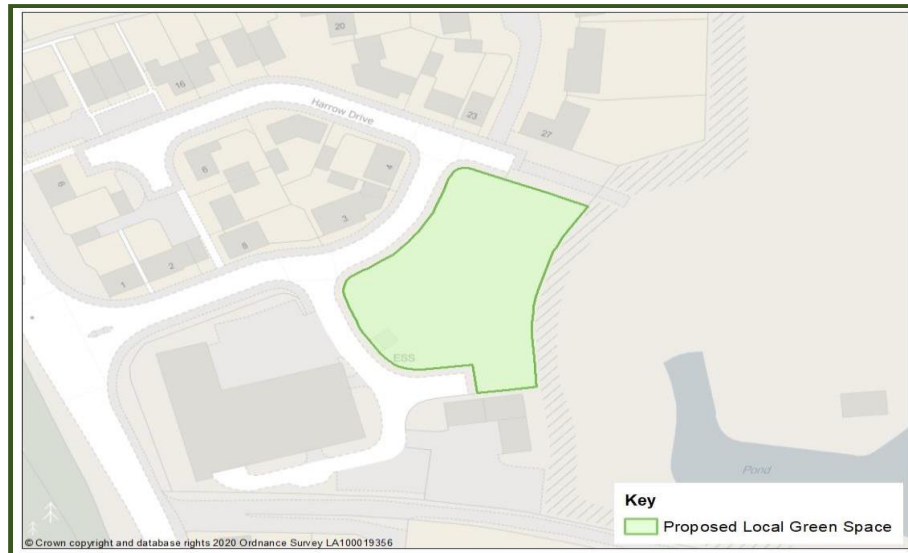 20
16
Harrow Drive
23
27
6
4
8
3
5
1
2
ESS
Pond
Key
Proposed Local Green Space
© Crown copyright and database rights 2020 Ordnance Survey LA100019356